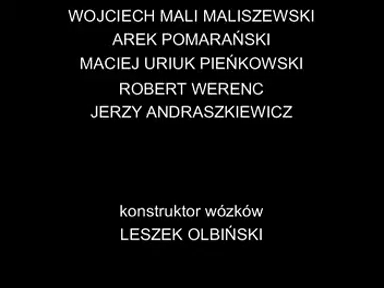 WOJCIECH MALI MALISZEWSKI
AREK POMARAŃSKI
MACIEJ URIUK PIEŃKOWSKI
ROBERT WERENC
JERZY ANDRASZKIEWICZ
konstruktor wózków
LESZEK OLBIŃSKI